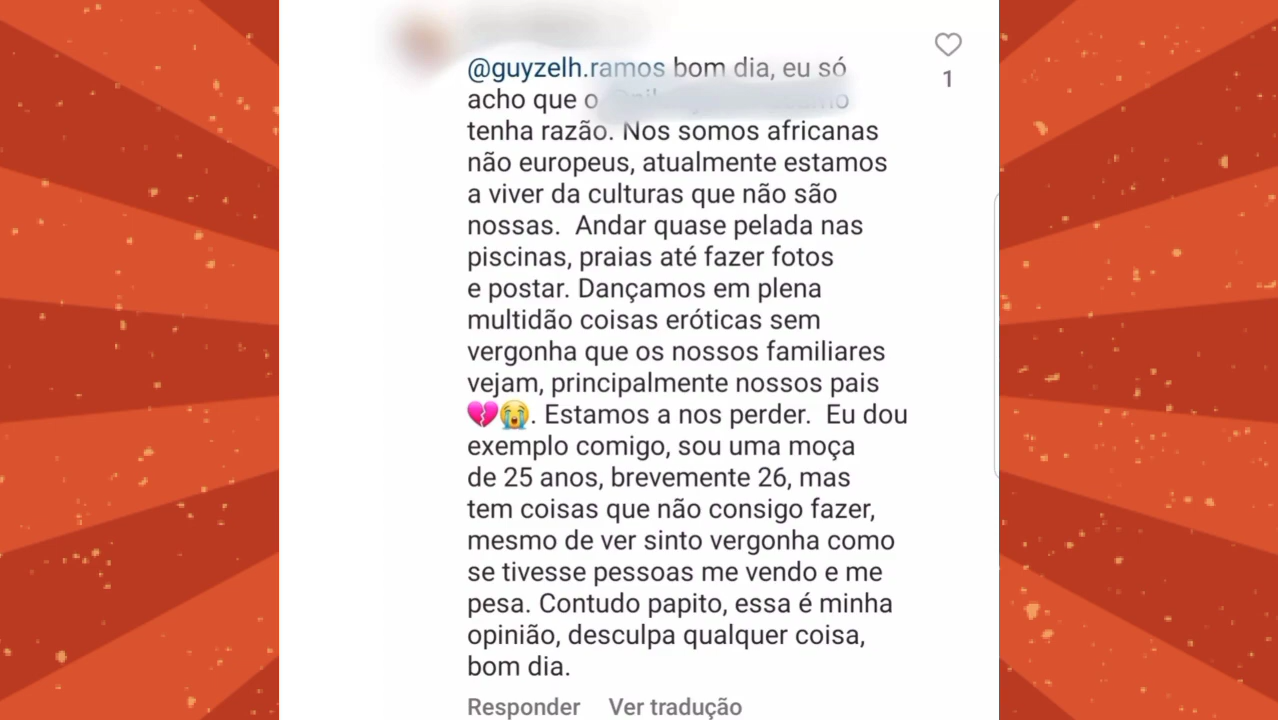 @guyzelh.ramos bom dia, eu só
1
acho que o
tenha razão. Nos somos africanas
não europeus, atualmente estamos
a viver da culturas que não são
nossas. Andar quase pelada nas
piscinas, praias até fazer fotos
e postar. Dançamos em plena
multidão coisas eróticas sem
vergonha que os nossos familiares
vejam, principalmente nossos pais
💔😭. Estamos a nos perder. Eu dou
exemplo comigo, sou uma moça
de 25 anos, brevemente 26, mas
tem coisas que não consigo fazer,
mesmo de ver sinto vergonha como
se tivesse pessoas me vendo e me
pesa. Contudo papito, essa é minha
opinião, desculpa qualquer coisa,
bom dia.
Responder Ver tradução